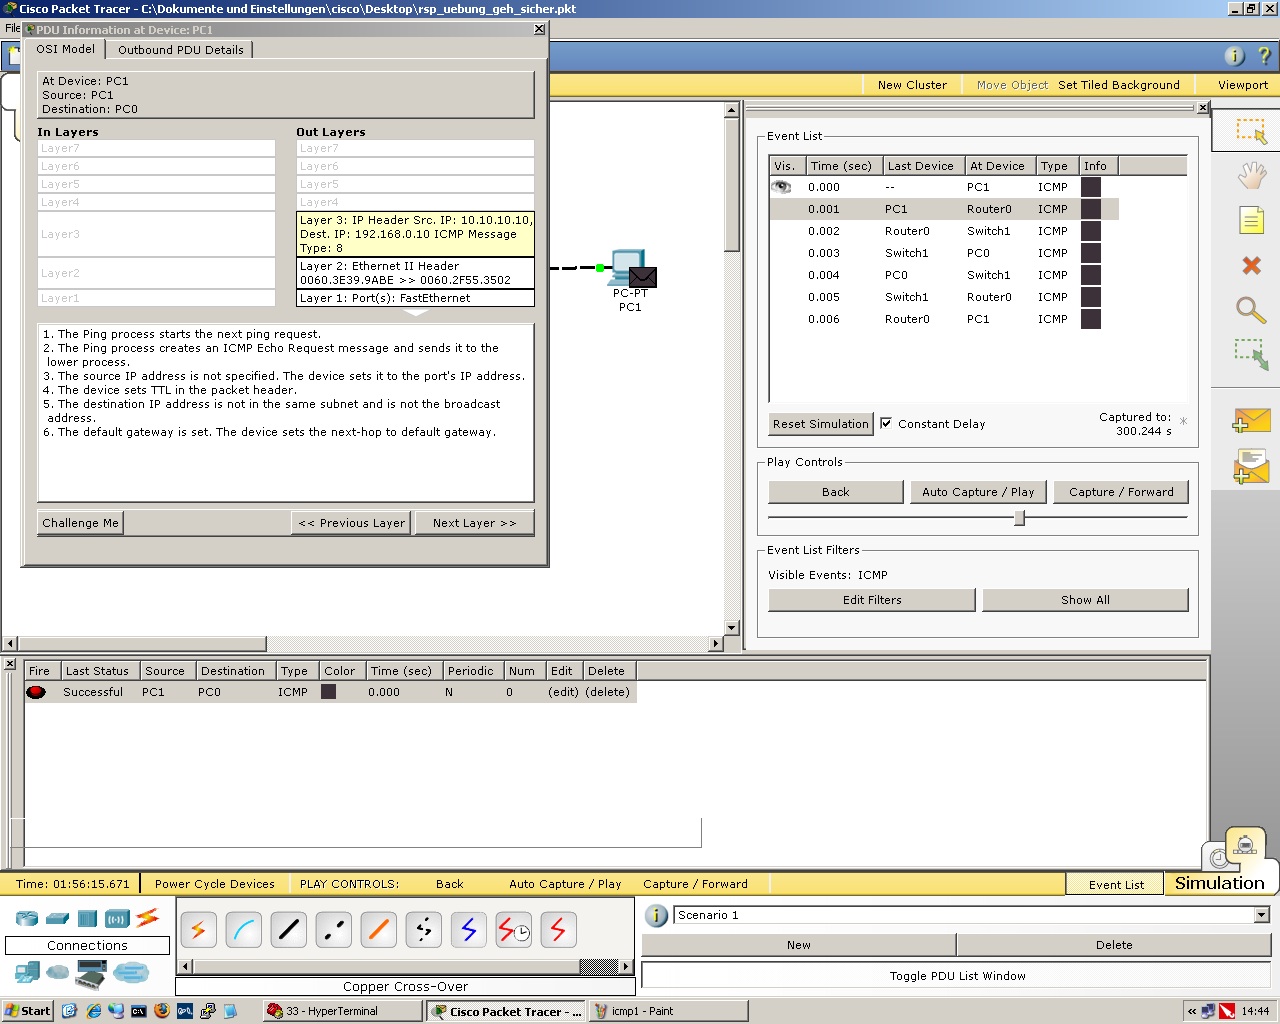 Cisco Packet Tracer - C:\Dokumente und Einstellungen\cisco\Desktop\rsp_uebung_geh_sicher.pkt
File
PDU Information at Device: PC1
OSI Model
Outbound PDU Details
At Device: PC1
Source: PC1
Destination: PC0
In Layers
Out Layers
Layer7
Layer7
Layer6
Layer6
Layer5
Layer5
Layer4
Layer4
Layer3
Layer 3: IP Header Src. IP: 10.10.10.10,
Dest. IP: 192.168.0.10 ICMP Message
Type: 8
Layer2
Layer 2: Ethernet II Header
0060.3E39.9ABE >> 0060.2F55.3502
Layer1
Layer 1: Port(s): FastEthernet
1. The Ping process starts the next ping request.
2. The Ping process creates an ICMP Echo Request message and sends it to the
lower process.
3. The source IP address is not specified. The device sets it to the port's IP address.
4. The device sets TTL in the packet header.
5. The destination IP address is not in the same subnet and is not the broadcast
address.
6. The default gateway is set. The device sets the next-hop to default gateway.
Challenge Me
<< Previous Layer
Next Layer >>
New Cluster
Move Object
Set Tiled Background
Viewport
PC-PT
PC1
Event List
Vis. Time (sec) Last Device At Device Type Info
0.000 -- PC1 ICMP
0.001 PC1 Router0 ICMP
0.002 Router0 Switch1 ICMP
0.003 Switch1 PC0 ICMP
0.004 PC0 Switch1 ICMP
0.005 Switch1 Router0 ICMP
0.006 Router0 PC1 ICMP
Reset Simulation
Constant Delay
Captured to: *
300.244 s
Play Controls
Back
Auto Capture / Play
Capture / Forward
Event List Filters
Visible Events: ICMP
Edit Filters
Show All
Fire Last Status Source Destination Type Color Time (sec) Periodic Num Edit Delete
Successful PC1 PC0 ICMP 0.000 N 0 (edit) (delete)
Time: 01:56:15.671
Power Cycle Devices
PLAY CONTROLS:
Back
Auto Capture / Play
Capture / Forward
Event List
Simulation
Connections
Copper Cross-Over
Scenario 1
New
Delete
Toggle PDU List Window
Start
33 - HyperTerminal
Cisco Packet Tracer - ...
icmp1 - Paint
14:44